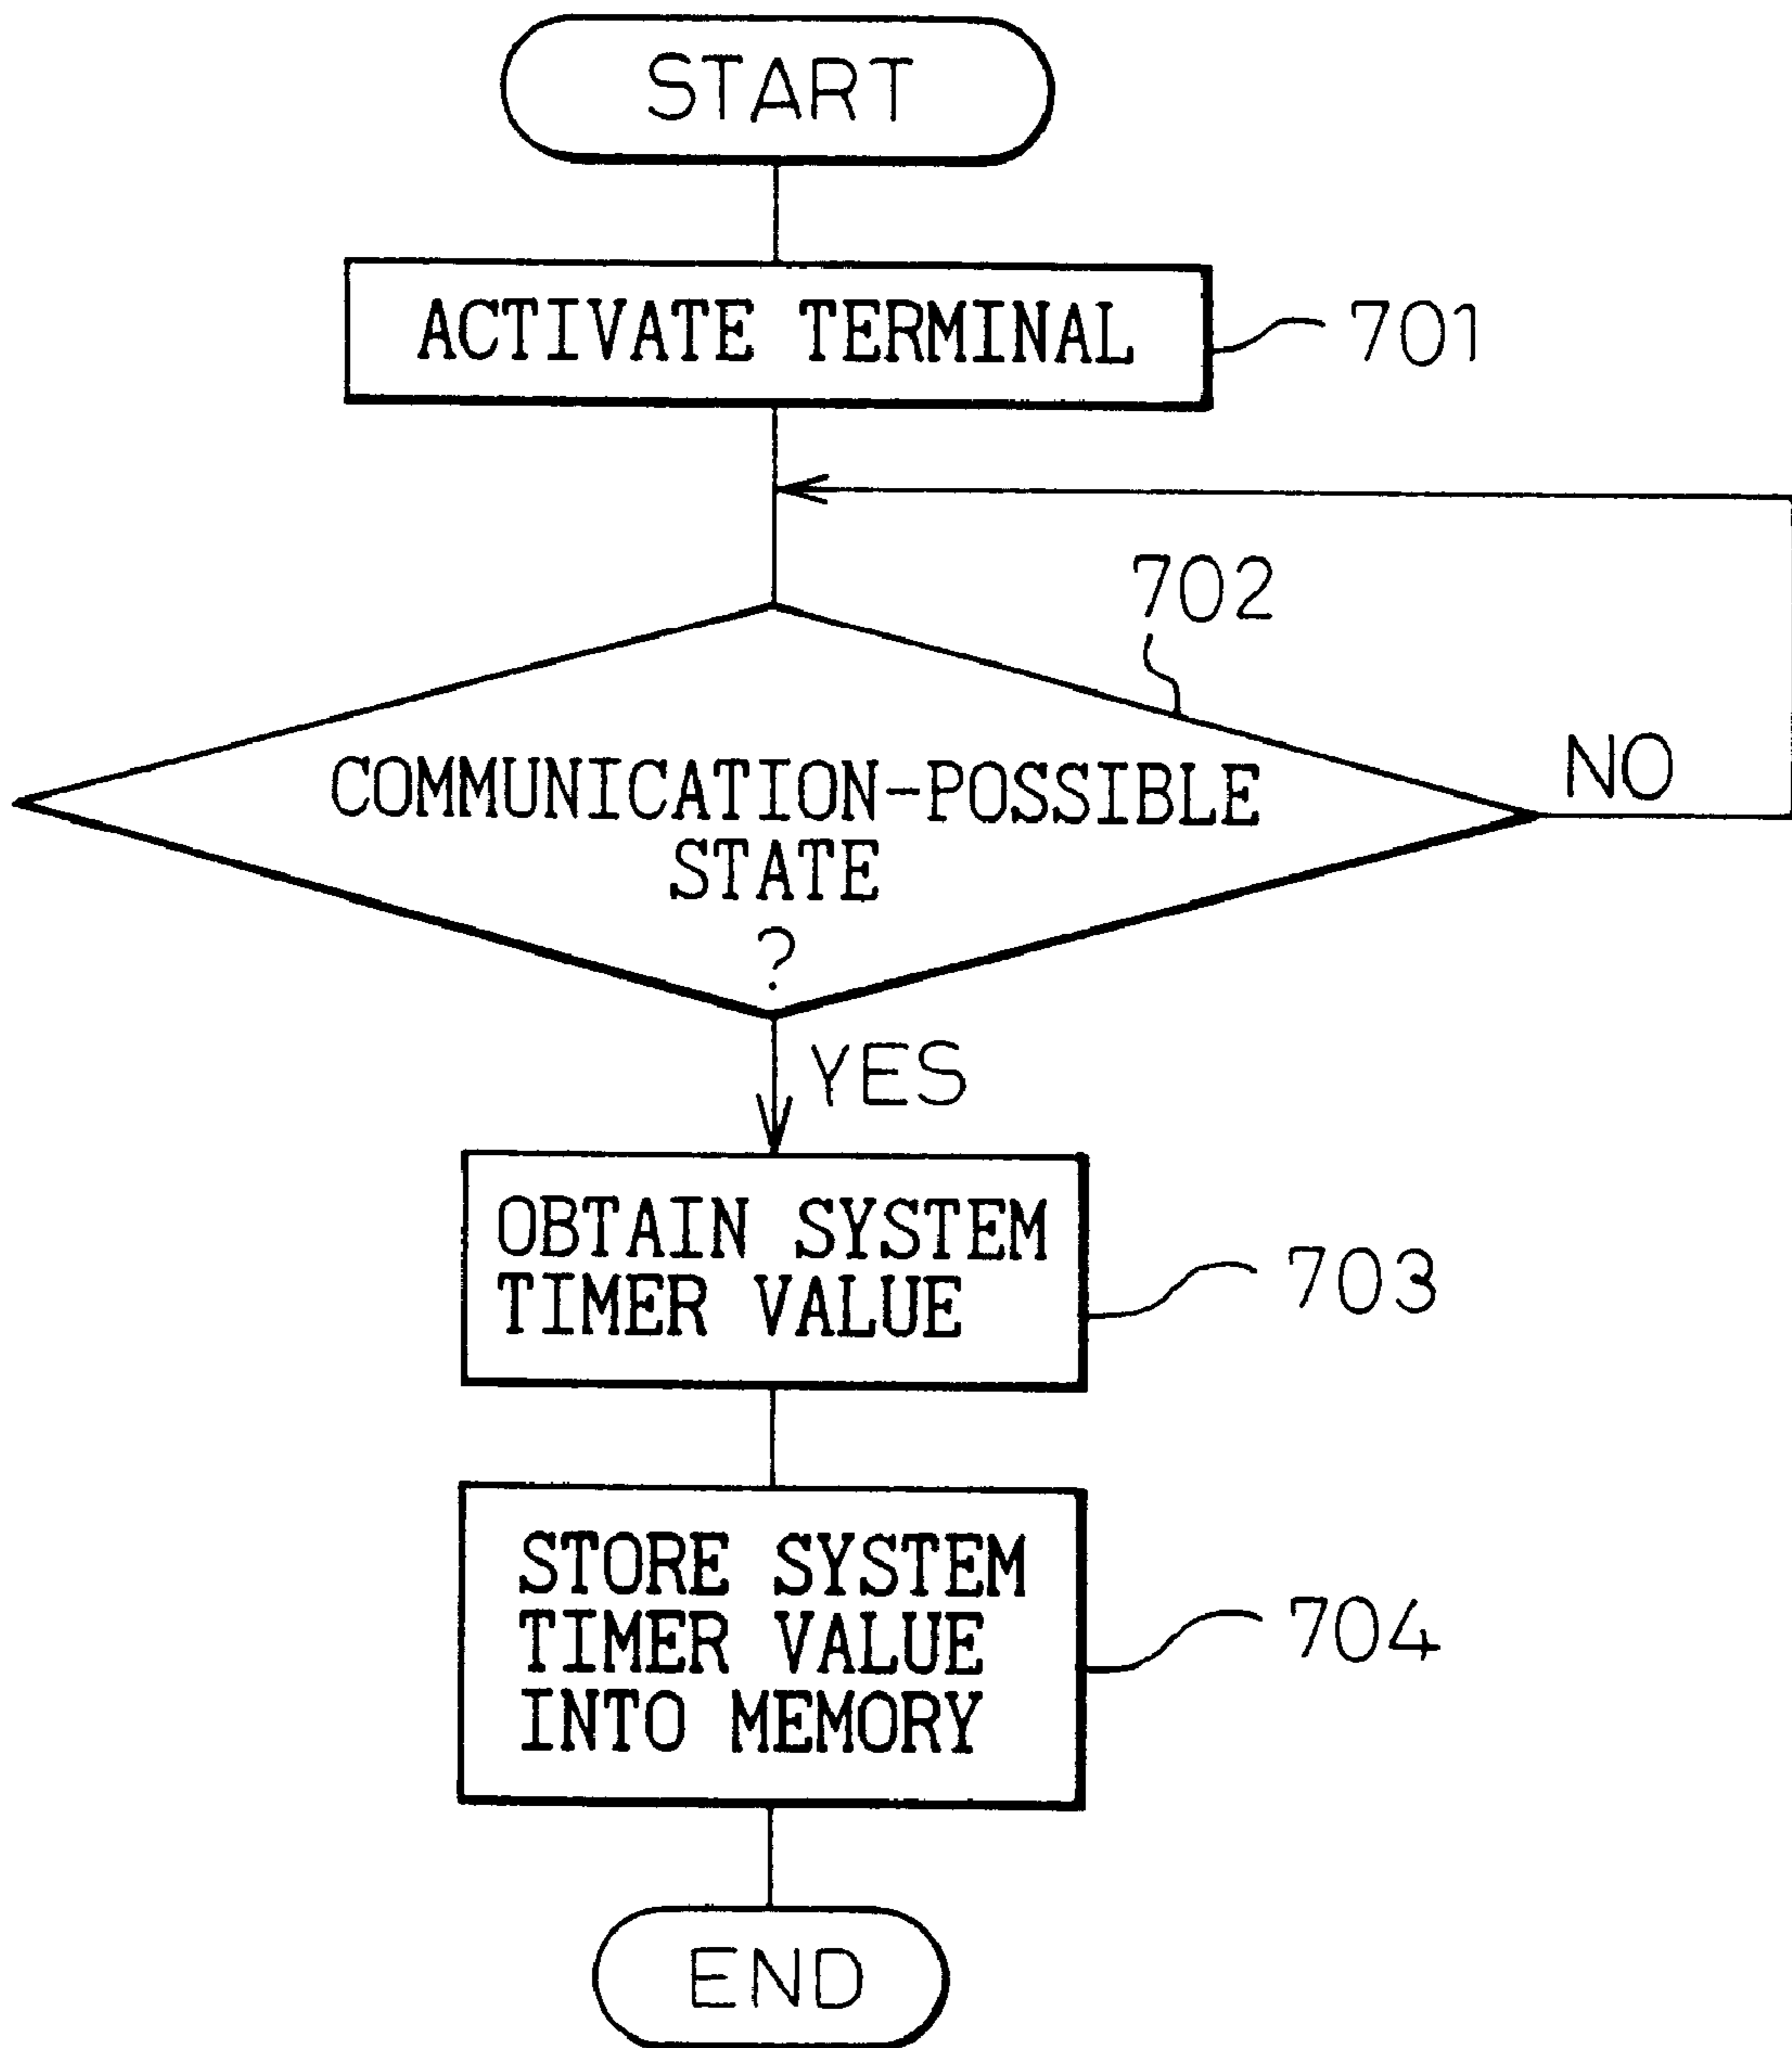 START
ACTIVATE TERMINAL
701
702
COMMUNICATION-POSSIBLE
STATE
?
NO
YES
OBTAIN SYSTEM
TIMER VALUE
703
STORE SYSTEM
TIMER VALUE
INTO MEMORY
704
END